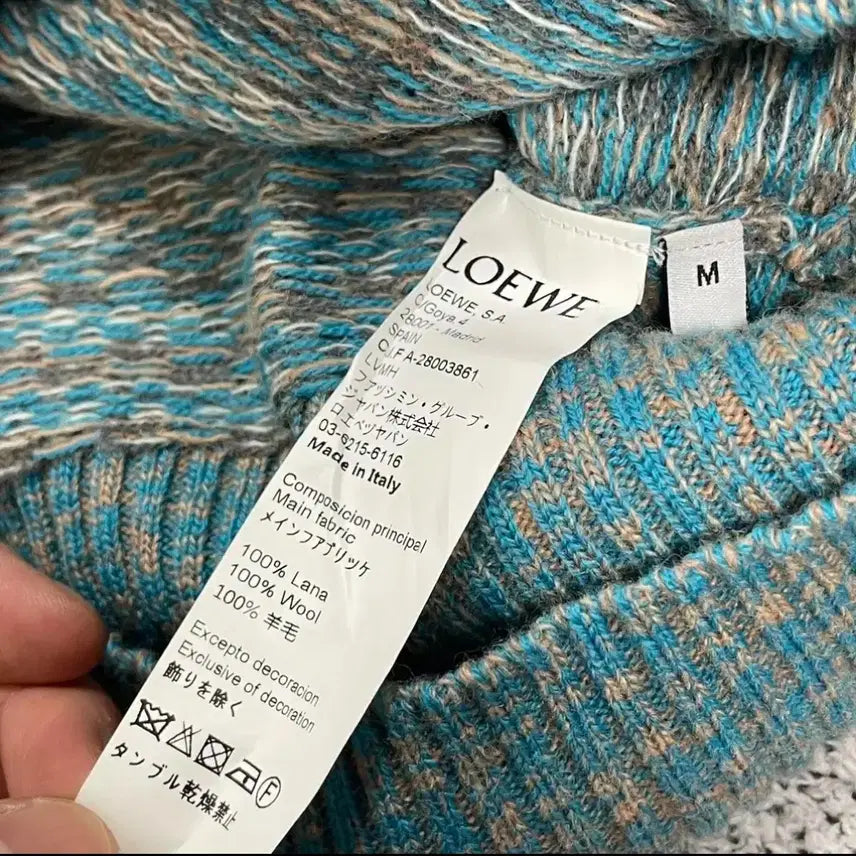 LOEWE
LOEWE, S.A.
C/Goya, 4
28001 - Madrid
SPAIN
C.I.F A-28003861
LVMH
ファッシミン・グループ・
ジャパン株式会社
ロエベジャパン
03-6215-6116
Made in Italy
Composicion principal
Main fabric
メインファブリッケ
100% Lana
100% Wool
100% 羊毛
Excepto decoracion
Exclusive of decoration
飾りを除く
F
タンブル乾燥禁止
M